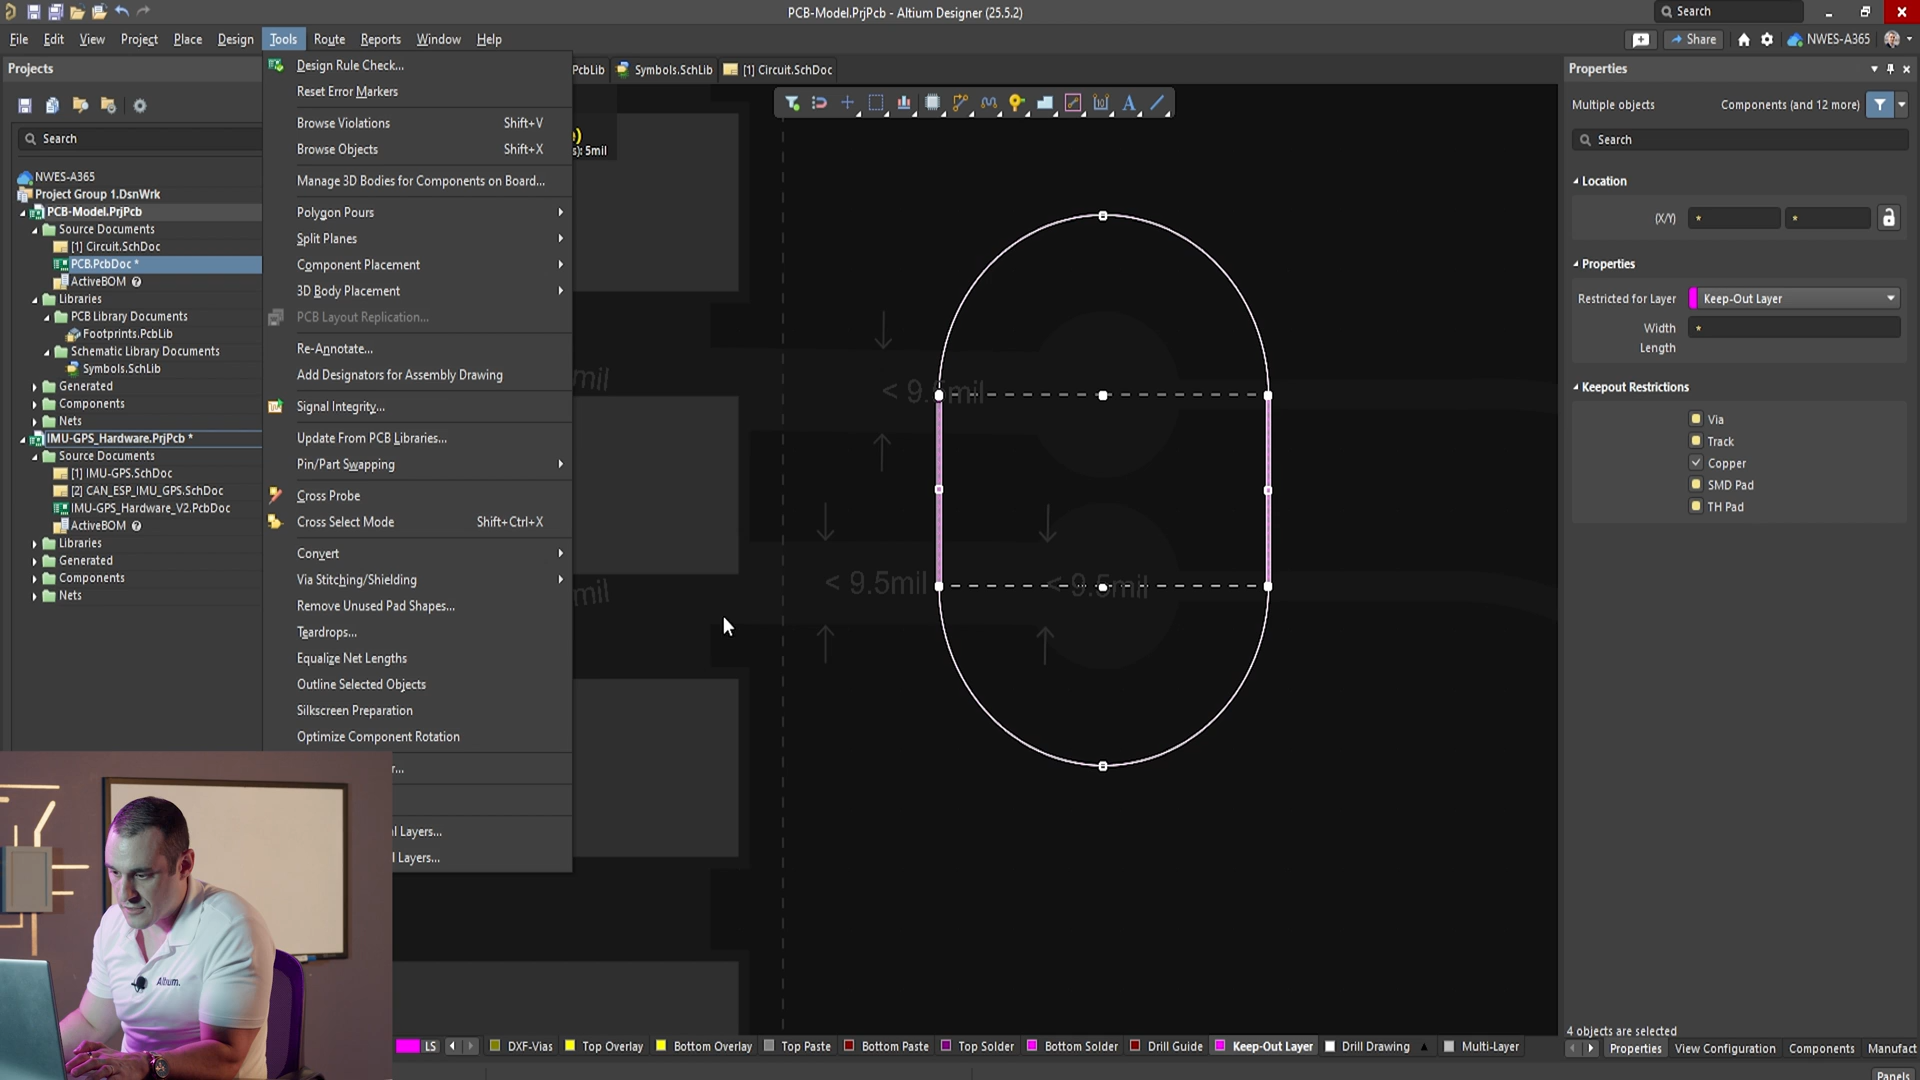 PCB-Model.PrjPcb - Altium Designer (25.5.2)
Search
File Edit View Project Place Design Tools Route Reports Window Help
Share
NWES-A365
Projects
Search
NWES-A365
Project Group 1.DsnWrk
PCB-Model.PrjPcb
Source Documents
[1] Circuit.SchDoc
PCB.PcbDoc *
ActiveBOM
Libraries
PCB Library Documents
Footprints.PcbLib
Schematic Library Documents
Symbols.SchLib
Generated
Components
Nets
IMU-GPS_Hardware.PrjPcb *
Source Documents
[1] IMU-GPS.SchDoc
[2] CAN_ESP_IMU_GPS.SchDoc
IMU-GPS_Hardware_V2.PcbDoc
ActiveBOM
Libraries
Generated
Components
Nets
Design Rule Check...
Reset Error Markers
Browse Violations Shift+V
Browse Objects Shift+X
Manage 3D Bodies for Components on Board...
Polygon Pours
Split Planes
Component Placement
3D Body Placement
PCB Layout Replication...
Re-Annotate...
Add Designators for Assembly Drawing
Signal Integrity...
Update From PCB Libraries...
Pin/Part Swapping
Cross Probe
Cross Select Mode Shift+Ctrl+X
Convert
Via Stitching/Shielding
Remove Unused Pad Shapes...
Teardrops...
Equalize Net Lengths
Outline Selected Objects
Silkscreen Preparation
Optimize Component Rotation
r...
l Layers...
l Layers...
PcbLib
Symbols.SchLib
[1] Circuit.SchDoc
)
s): 5mil
mil
mil
< 9.5mil
< 9.5mil
< 9.5mil
Altium.
LS
DXF-Vias
Top Overlay
Bottom Overlay
Top Paste
Bottom Paste
Top Solder
Bottom Solder
Drill Guide
Keep-Out Layer
Drill Drawing
Multi-Layer
Properties
Multiple objects
Components (and 12 more)
Search
Location
(X/Y) * *
Properties
Restricted for Layer
Keep-Out Layer
Width *
Length
Keepout Restrictions
Via
Track
Copper
SMD Pad
TH Pad
4 objects are selected
Properties
View Configuration
Components
Manufact
Panels